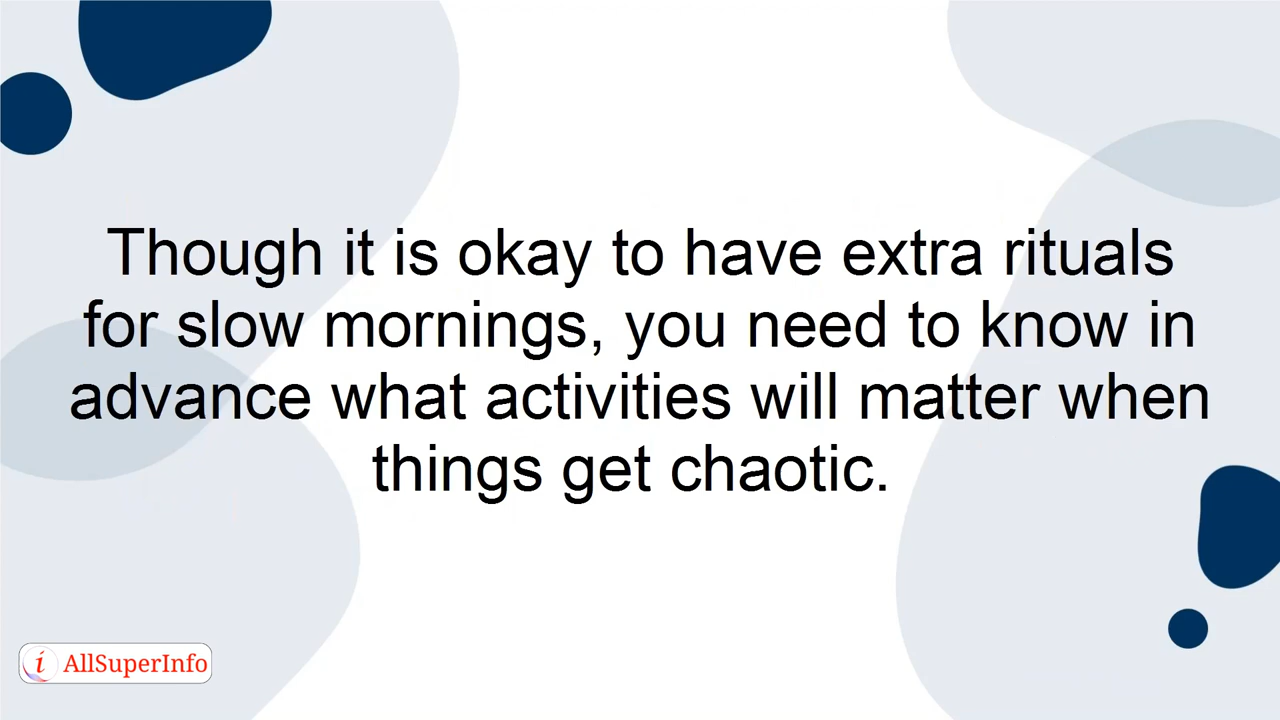 Though it is okay to have extra rituals
for slow mornings, you need to know in
advance what activities will matter when
things get chaotic.
i AllSuperInfo